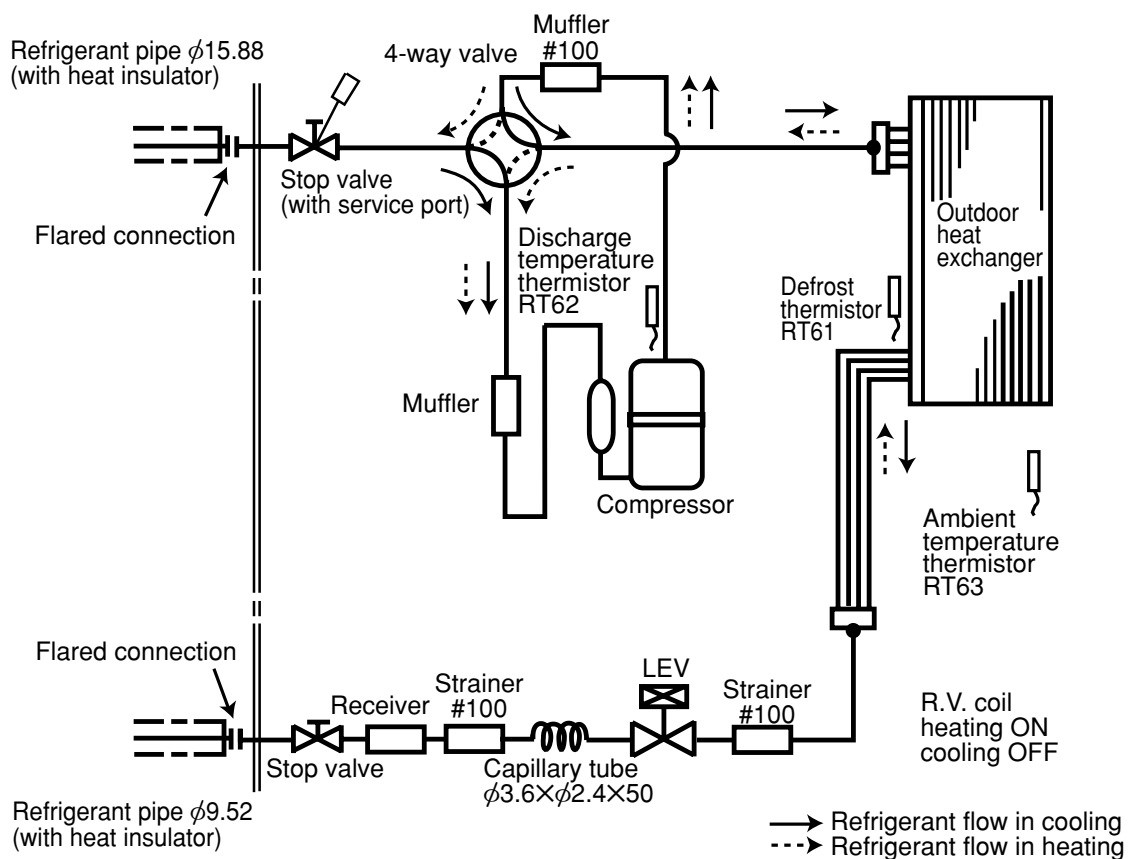 Refrigerant pipe ϕ15.88
(with heat insulator)
4-way valve
Muffler
#100
Stop valve
(with service port)
Flared connection
Discharge
temperature
thermistor
RT62
Outdoor
heat
exchanger
Defrost
thermistor
RT61
Muffler
Compressor
Ambient
temperature
thermistor
RT63
Flared connection
Receiver
Strainer
#100
LEV
Strainer
#100
R.V. coil
heating ON
cooling OFF
Stop valve
Capillary tube
ϕ3.6×ϕ2.4×50
Refrigerant pipe ϕ9.52
(with heat insulator)
Refrigerant flow in cooling
Refrigerant flow in heating